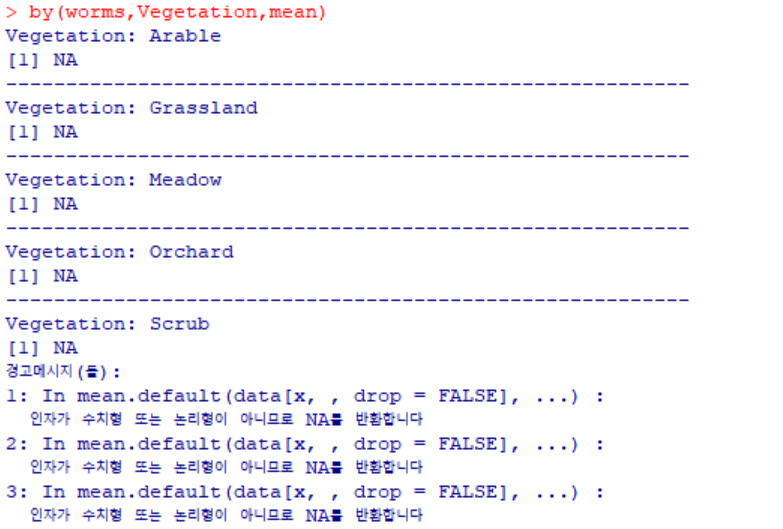 > by(worms,Vegetation,mean)
Vegetation: Arable
[1] NA
---------------------------------------------------------
Vegetation: Grassland
[1] NA
---------------------------------------------------------
Vegetation: Meadow
[1] NA
---------------------------------------------------------
Vegetation: Orchard
[1] NA
---------------------------------------------------------
Vegetation: Scrub
[1] NA
경고메시지(들):
1: In mean.default(data[x, , drop = FALSE], ...) :
  인자가 수치형 또는 논리형이 아니므로 NA를 반환합니다
2: In mean.default(data[x, , drop = FALSE], ...) :
  인자가 수치형 또는 논리형이 아니므로 NA를 반환합니다
3: In mean.default(data[x, , drop = FALSE], ...) :
  인자가 수치형 또는 논리형이 아니므로 NA를 반환합니다